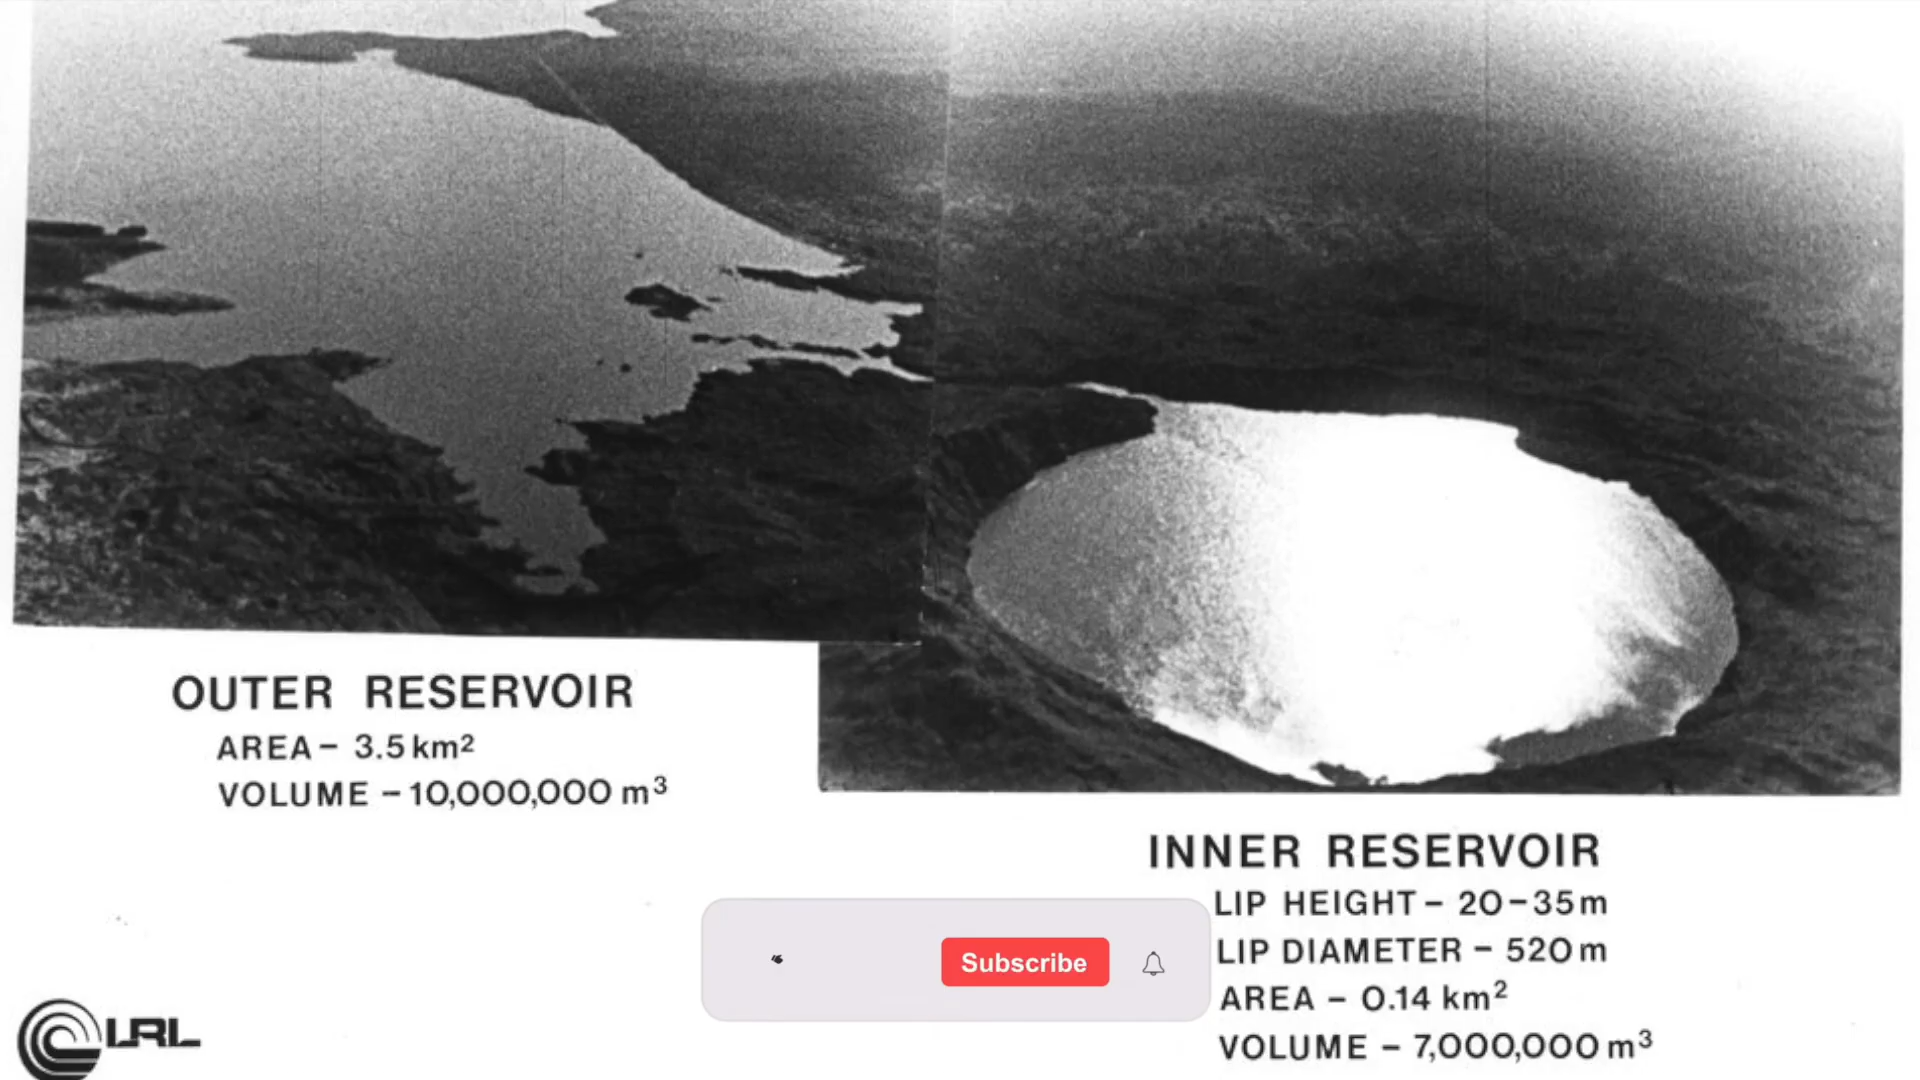 OUTER RESERVOIR
AREA – 3.5 km²
VOLUME – 10,000,000 m³
INNER RESERVOIR
LIP HEIGHT – 20–35 m
LIP DIAMETER – 520 m
AREA – 0.14 km²
VOLUME – 7,000,000 m³
Subscribe
LRL